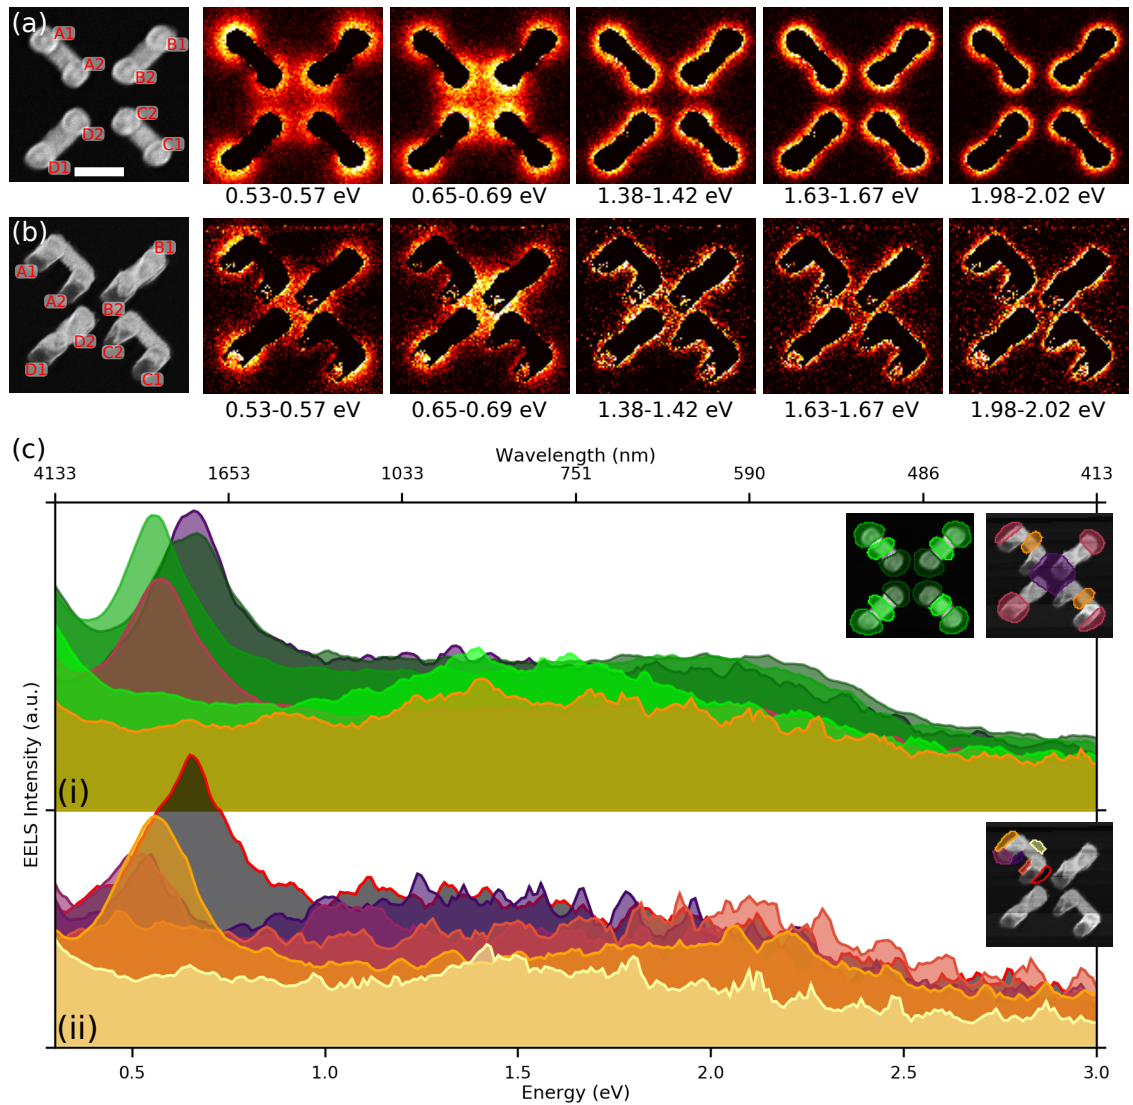 (a)
A1
B1
A2
B2
C2
D2
C1
D1
0.53-0.57 eV
0.65-0.69 eV
1.38-1.42 eV
1.63-1.67 eV
1.98-2.02 eV
(b)
B1
A1
A2
B2
D2
C2
D1
C1
0.53-0.57 eV
0.65-0.69 eV
1.38-1.42 eV
1.63-1.67 eV
1.98-2.02 eV
(c)
Wavelength (nm)
4133 1653 1033 751 590 486 413
EELS Intensity (a.u.)
(i)
(ii)
0.5 1.0 1.5 2.0 2.5 3.0
Energy (eV)